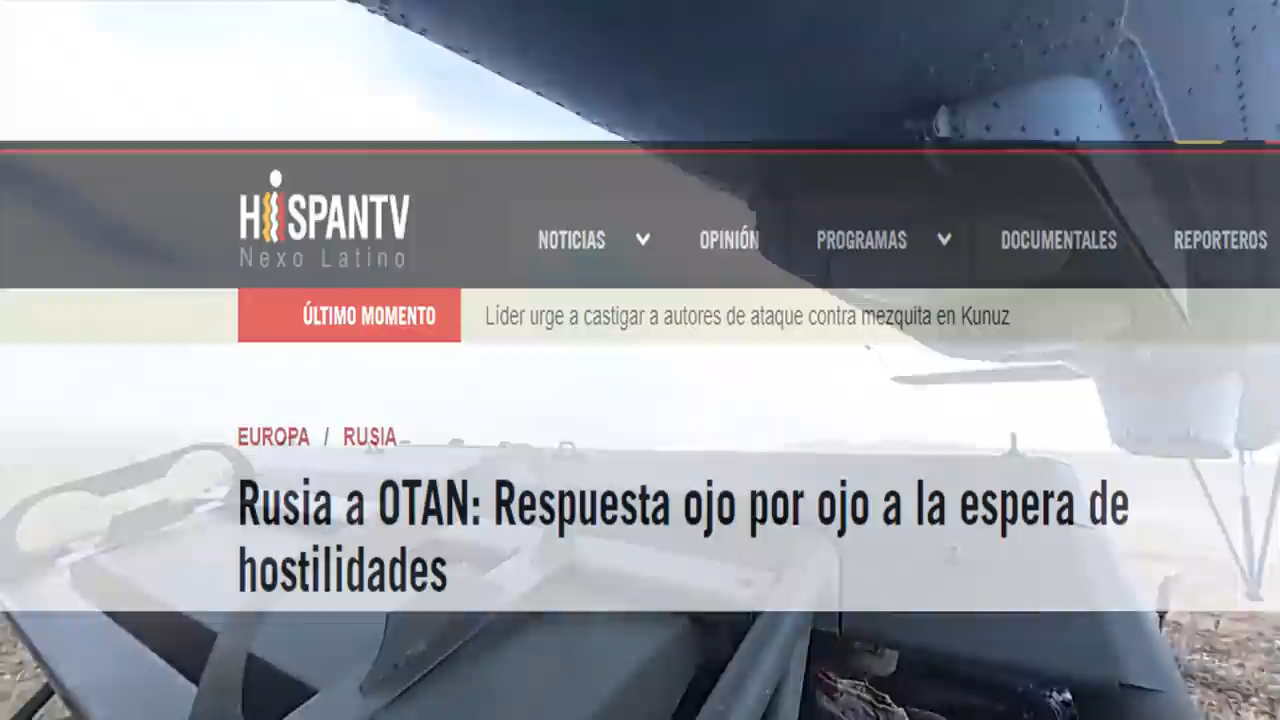 HISPANTV
Nexo Latino
NOTICIAS OPINIÓN PROGRAMAS DOCUMENTALES REPORTEROS
ÚLTIMO MOMENTO Líder urge a castigar a autores de ataque contra mezquita en Kunuz
EUROPA / RUSIA
Rusia a OTAN: Respuesta ojo por ojo a la espera de
hostilidades